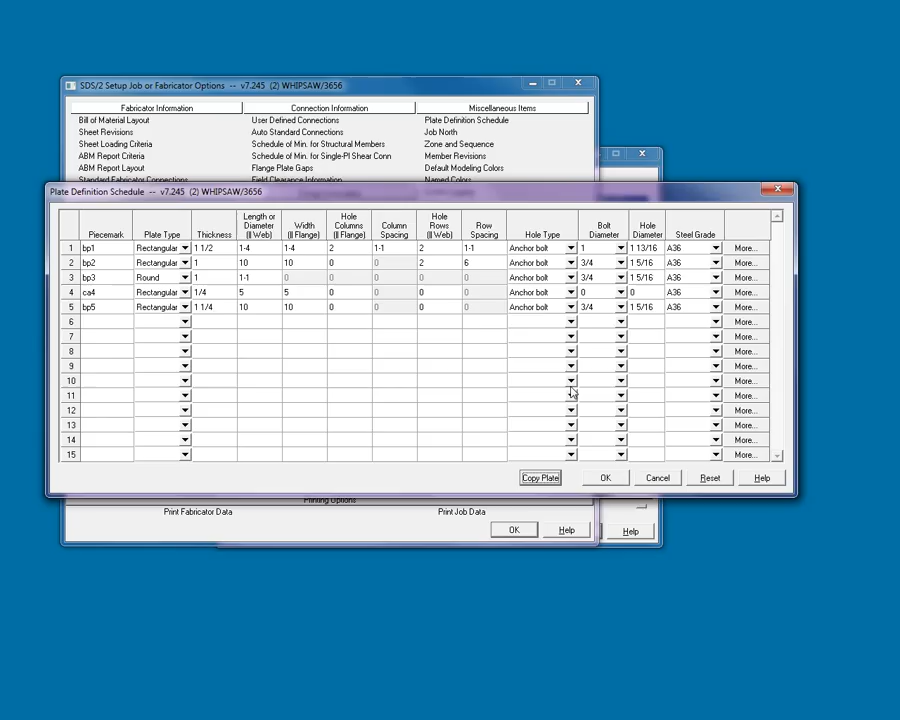 SDS/2 Setup Job or Fabricator Options -- v7.245 (2) WHIPSAW/3656
Fabricator Information Connection Information Miscellaneous Items
Bill of Material Layout User Defined Connections Plate Definition Schedule
Sheet Revisions Auto Standard Connections Job North
Sheet Loading Criteria Schedule of Min. for Structural Members Zone and Sequence
ABM Report Criteria Schedule of Min. for Single-Pl Shear Conn Member Revisions
ABM Report Layout Flange Plate Gaps Default Modeling Colors
Standard Fabricator Connections Field Clearance Information Named Colors
Plate Definition Schedule -- v7.245 (2) WHIPSAW/3656
Piecemark Plate Type Thickness Length or Diameter (|| Web) Width (|| Flange) Hole Columns (|| Flange) Column Spacing Hole Rows (|| Web) Row Spacing Hole Type Bolt Diameter Hole Diameter Steel Grade
1 bp1 Rectangular 1 1/2 1-4 1-4 2 1-1 2 1-1 Anchor bolt 1 1 13/16 A36 More...
2 bp2 Rectangular 1 10 10 0 0 2 6 Anchor bolt 3/4 1 5/16 A36 More...
3 bp3 Round 1 1-1 0 0 0 0 0 Anchor bolt 3/4 1 5/16 A36 More...
4 ca4 Rectangular 1/4 5 5 0 0 0 0 Anchor bolt 0 0 A36 More...
5 bp5 Rectangular 1 1/4 10 10 0 0 0 0 Anchor bolt 3/4 1 5/16 A36 More...
6 More...
7 More...
8 More...
9 More...
10 More...
11 More...
12 More...
13 More...
14 More...
15 More...
Copy Plate OK Cancel Reset Help
Printing Options
Print Fabricator Data Print Job Data
OK Help Help